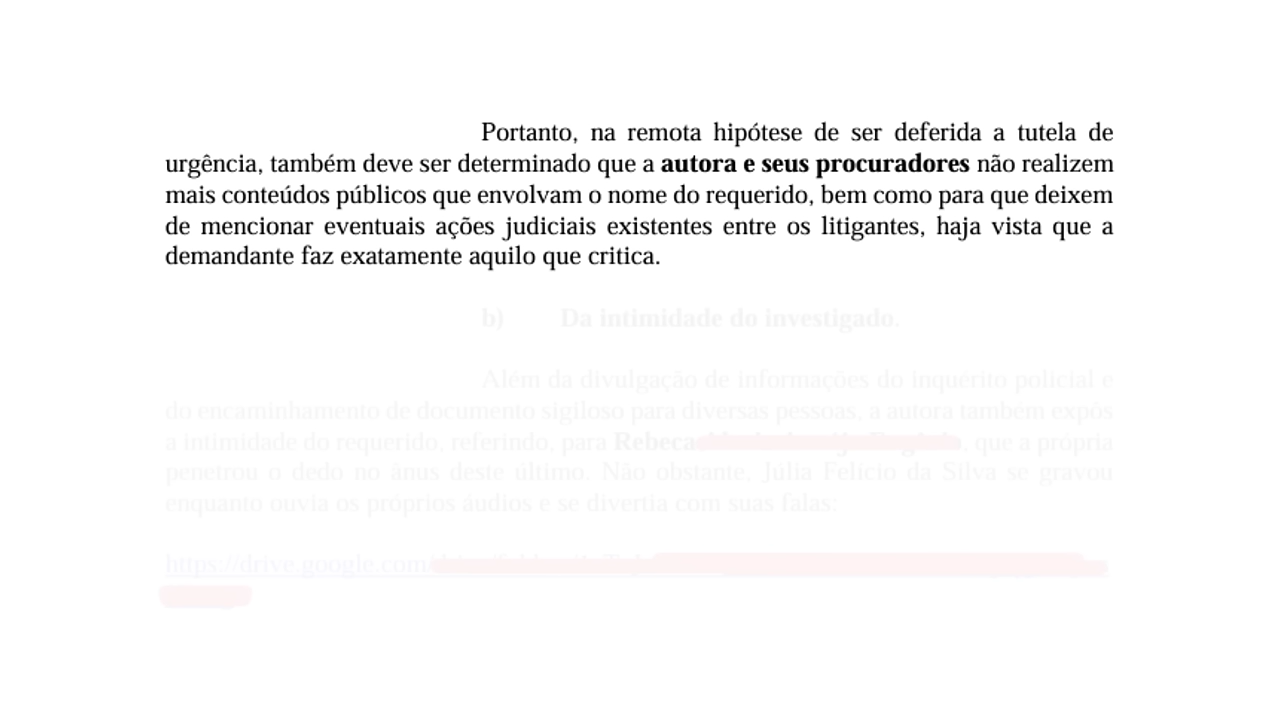 Portanto, na remota hipótese de ser deferida a tutela de
urgência, também deve ser determinado que a autora e seus procuradores não realizem
mais conteúdos públicos que envolvam o nome do requerido, bem como para que deixem
de mencionar eventuais ações judiciais existentes entre os litigantes, haja vista que a
demandante faz exatamente aquilo que critica.
b) Da intimidade do investigado.
Além da divulgação de informações do inquérito policial e
do encaminhamento de documento sigiloso para diversas pessoas, a autora também expôs
a intimidade do requerido, referindo, para Rebeca , que a própria
penetrou o dedo no ânus deste último. Não obstante, Júlia Felício da Silva se gravou
enquanto ouvia os próprios áudios e se divertia com suas falas:
https://drive.google.com/